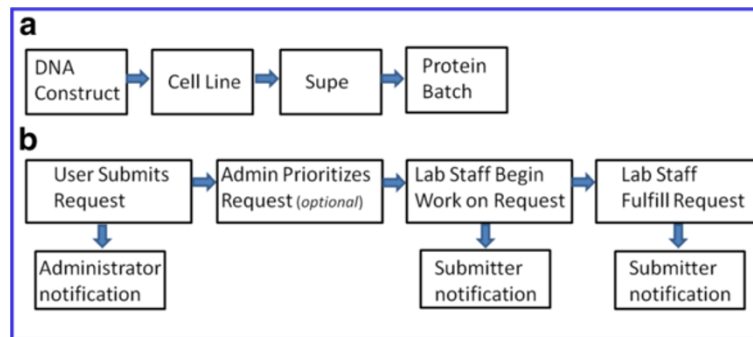 a
DNA
Construct
Cell Line
Supe
Protein
Batch
b
User Submits
Request
Admin Prioritizes
Request (optional)
Lab Staff Begin
Work on Request
Lab Staff
Fulfill Request
Administrator
notification
Submitter
notification
Submitter
notification